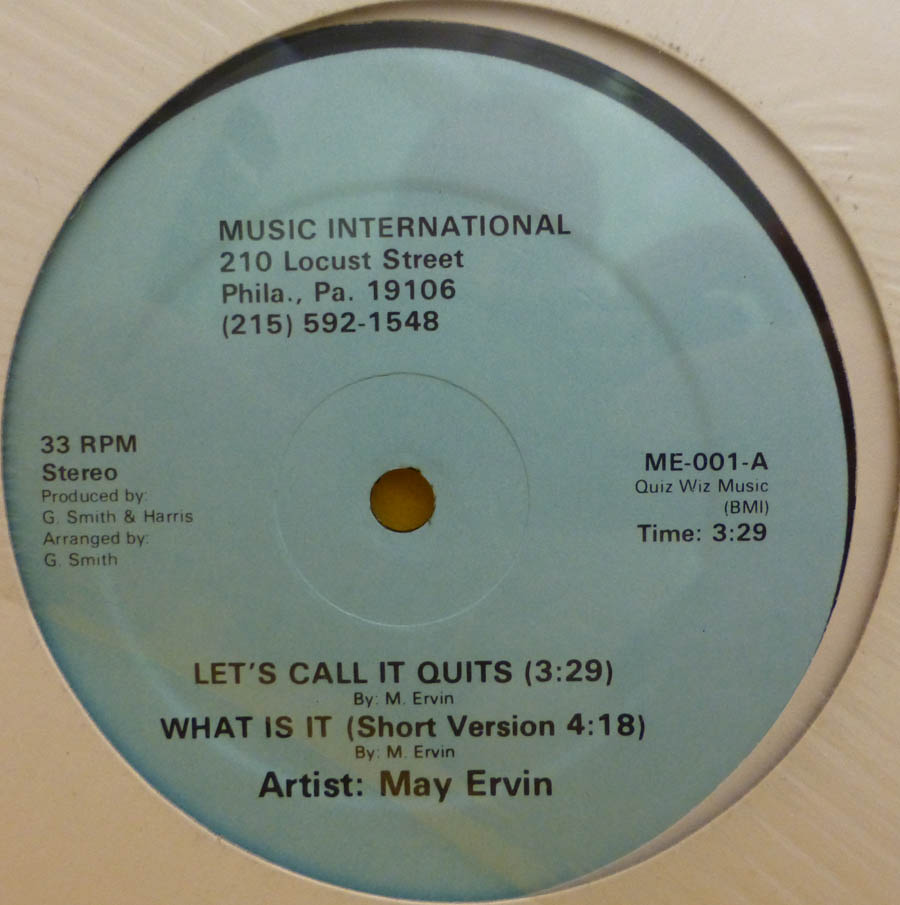 MUSIC INTERNATIONAL
210 Locust Street
Phila., Pa. 19106
(215) 592-1548
33 RPM
Stereo
Produced by:
G. Smith & Harris
Arranged by:
G. Smith
ME-001-A
Quiz Wiz Music
(BMI)
Time: 3:29
LET'S CALL IT QUITS (3:29)
By: M. Ervin
WHAT IS IT (Short Version 4:18)
By: M. Ervin
Artist: May Ervin